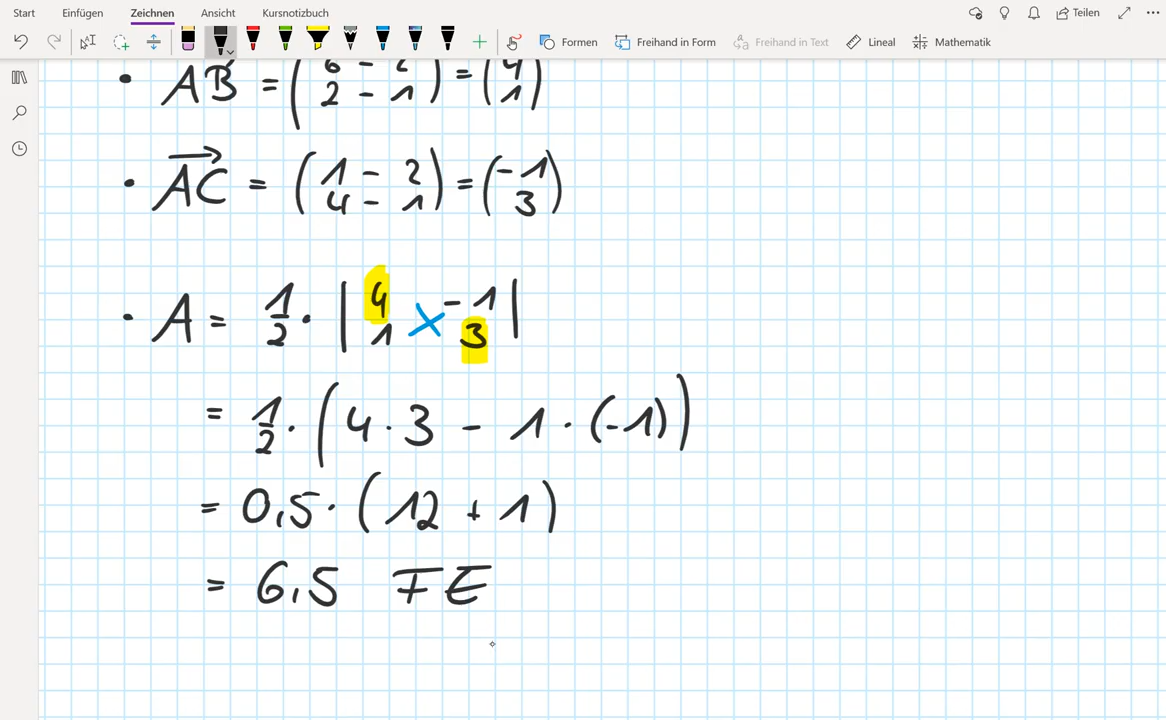 Start Einfügen Zeichnen Ansicht Kursnotizbuch Teilen
Formen Freihand in Form Freihand in Text Lineal Mathematik
• AB = ( 6 - 2 ) = ( 4 )
2 - 1 1
• AC = ( 1 - 2 ) = ( -1 )
4 - 1 3
• A = 1/2 · | 4 -1 |
1 3
= 1/2 · ( 4 · 3 - 1 · (-1) )
= 0,5 · ( 12 + 1 )
= 6,5 FE